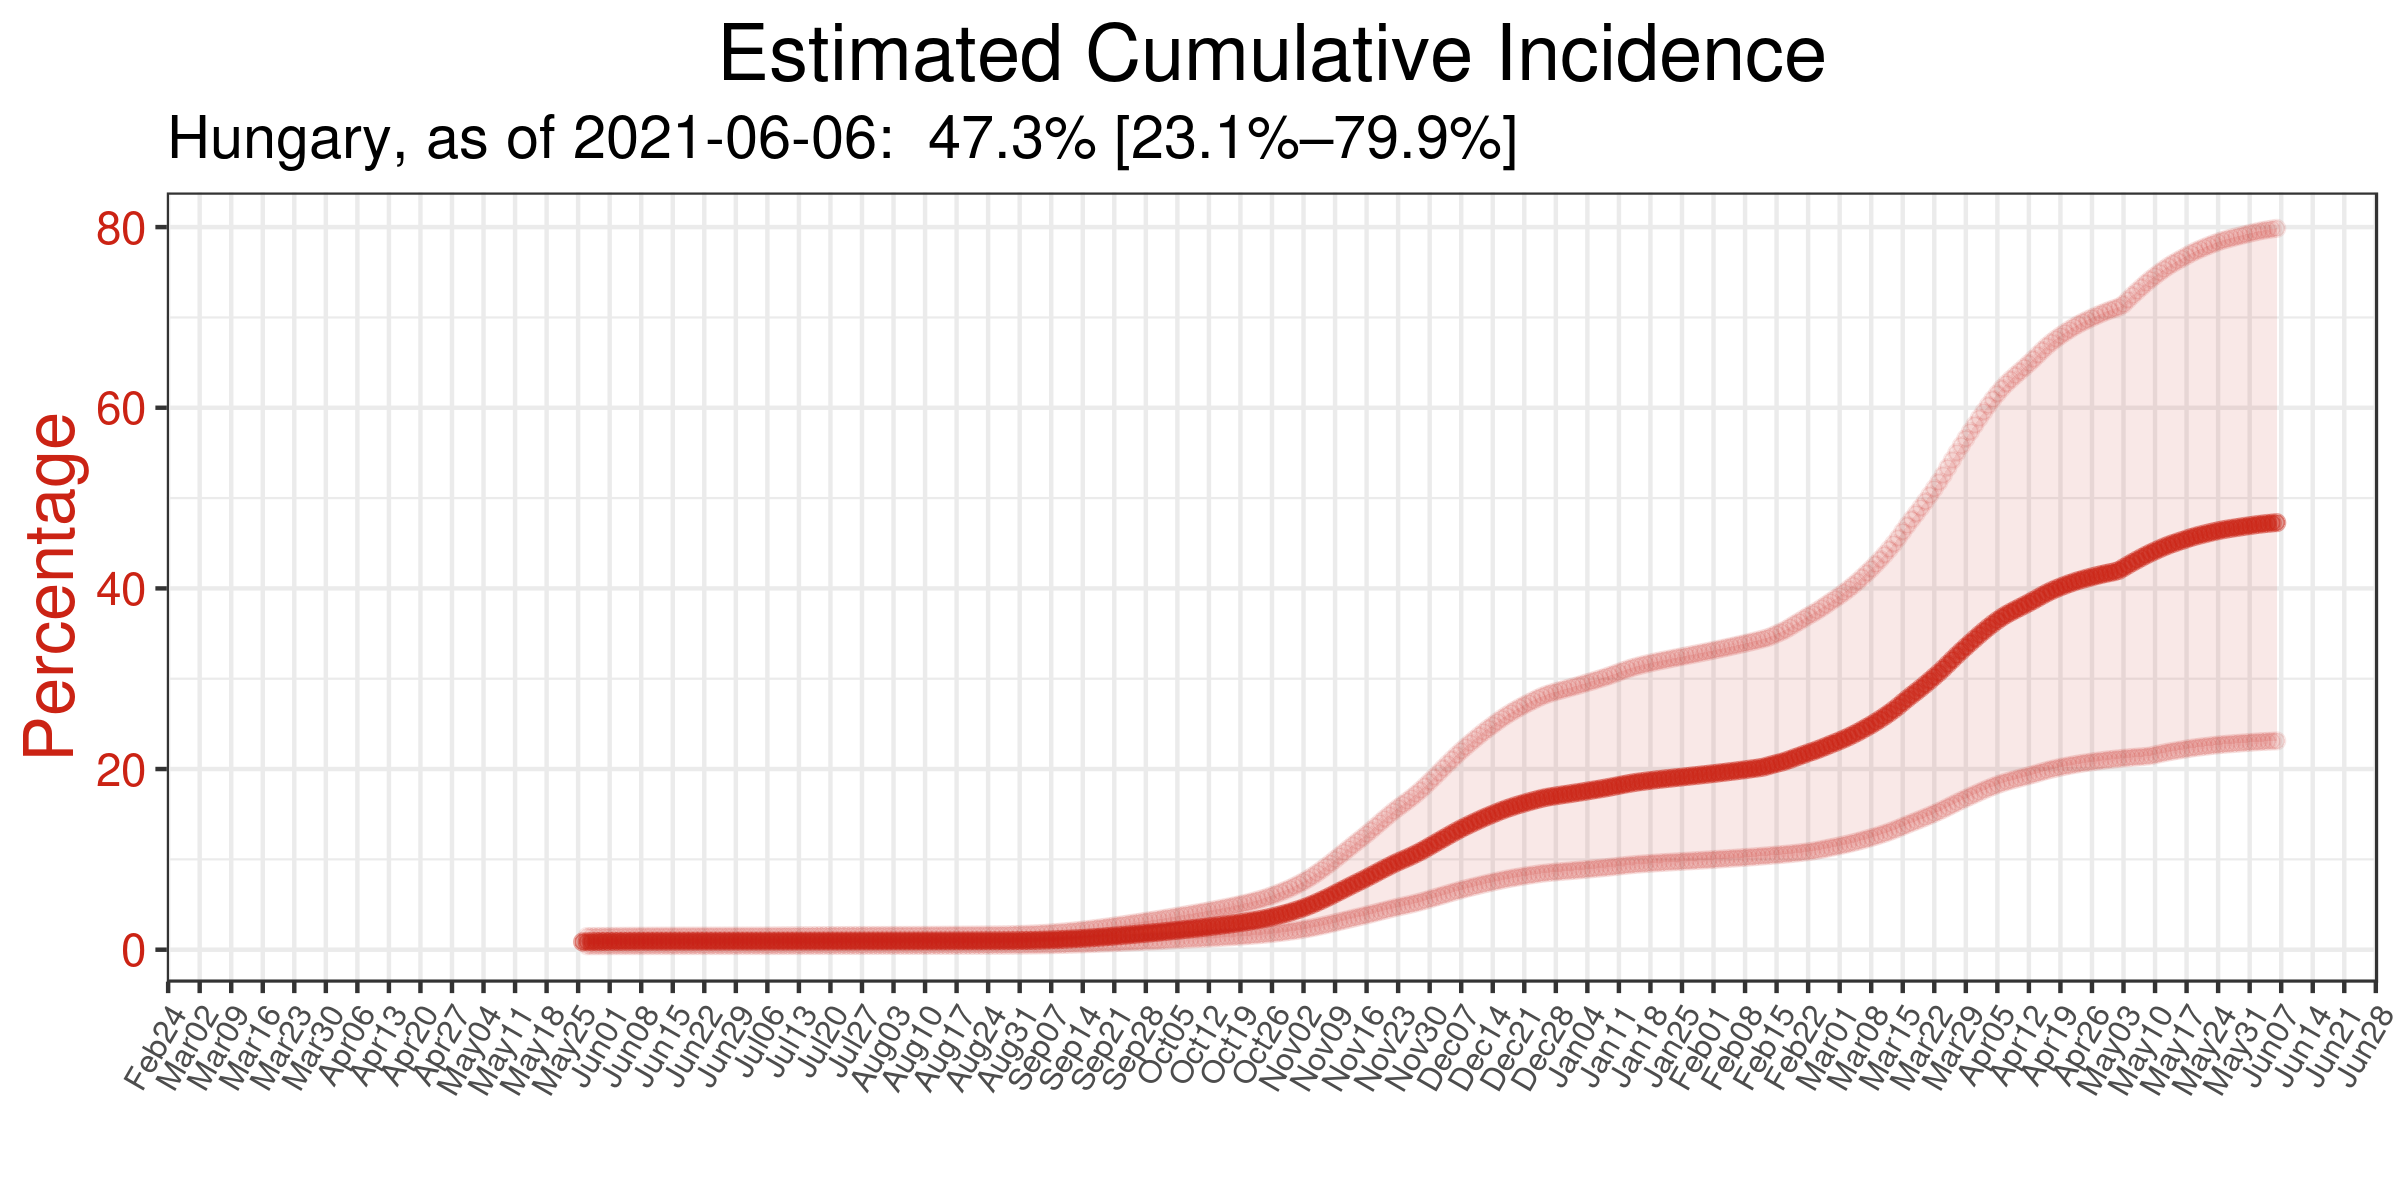 Estimated Cumulative Incidence
Hungary, as of 2021-06-06:  47.3% [23.1%–79.9%]
Percentage
80
60
40
20
0
Feb24
Mar02
Mar09
Mar16
Mar23
Mar30
Apr06
Apr13
Apr20
Apr27
May04
May11
May18
May25
Jun01
Jun08
Jun15
Jun22
Jun29
Jul06
Jul13
Jul20
Jul27
Aug03
Aug10
Aug17
Aug24
Aug31
Sep07
Sep14
Sep21
Sep28
Oct05
Oct12
Oct19
Oct26
Nov02
Nov09
Nov16
Nov23
Nov30
Dec07
Dec14
Dec21
Dec28
Jan04
Jan11
Jan18
Jan25
Feb01
Feb08
Feb15
Feb22
Mar01
Mar08
Mar15
Mar22
Mar29
Apr05
Apr12
Apr19
Apr26
May03
May10
May17
May24
May31
Jun07
Jun14
Jun21
Jun28